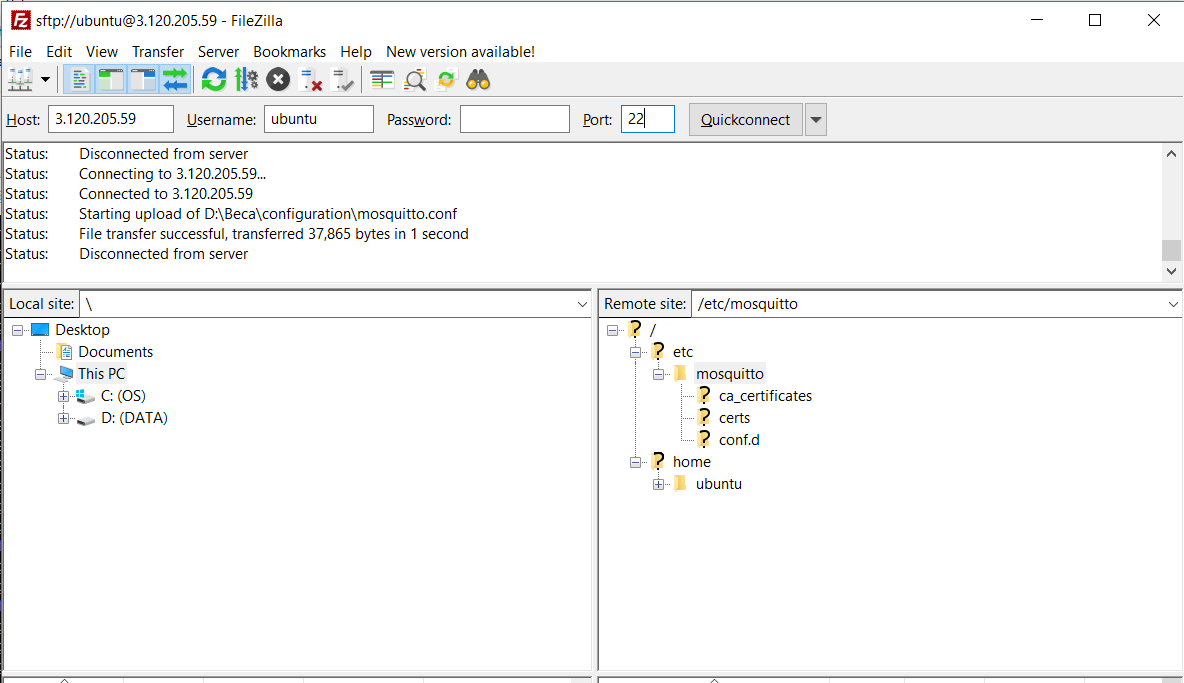 sftp://ubuntu@3.120.205.59 - FileZilla
File Edit View Transfer Server Bookmarks Help New version available!
Host: 3.120.205.59 Username: ubuntu Password: Port: 22 Quickconnect
Status: Disconnected from server
Status: Connecting to 3.120.205.59...
Status: Connected to 3.120.205.59
Status: Starting upload of D:\Beca\configuration\mosquitto.conf
Status: File transfer successful, transferred 37,865 bytes in 1 second
Status: Disconnected from server
Local site: \
Desktop
Documents
This PC
C: (OS)
D: (DATA)
Remote site: /etc/mosquitto
/
etc
mosquitto
ca_certificates
certs
conf.d
home
ubuntu